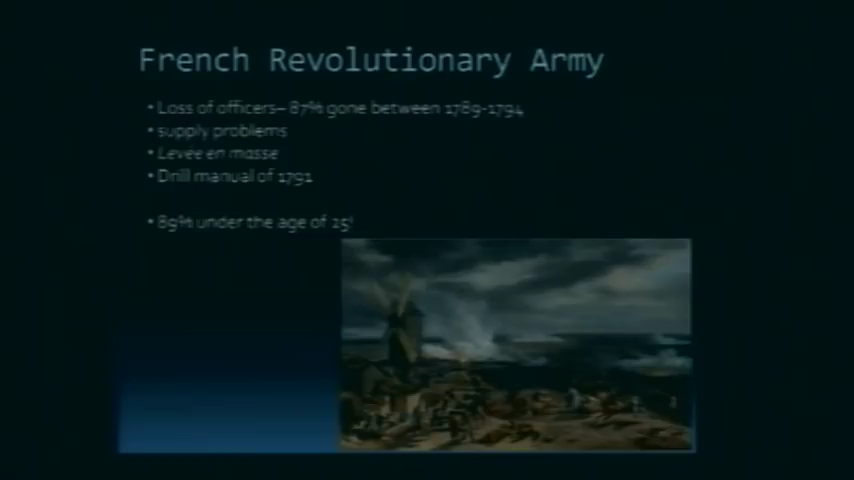 French Revolutionary Army
• Loss of officers– 87% gone between 1789-1794
• supply problems
• Levée en masse
• Drill manual of 1791
• 89% under the age of 25!